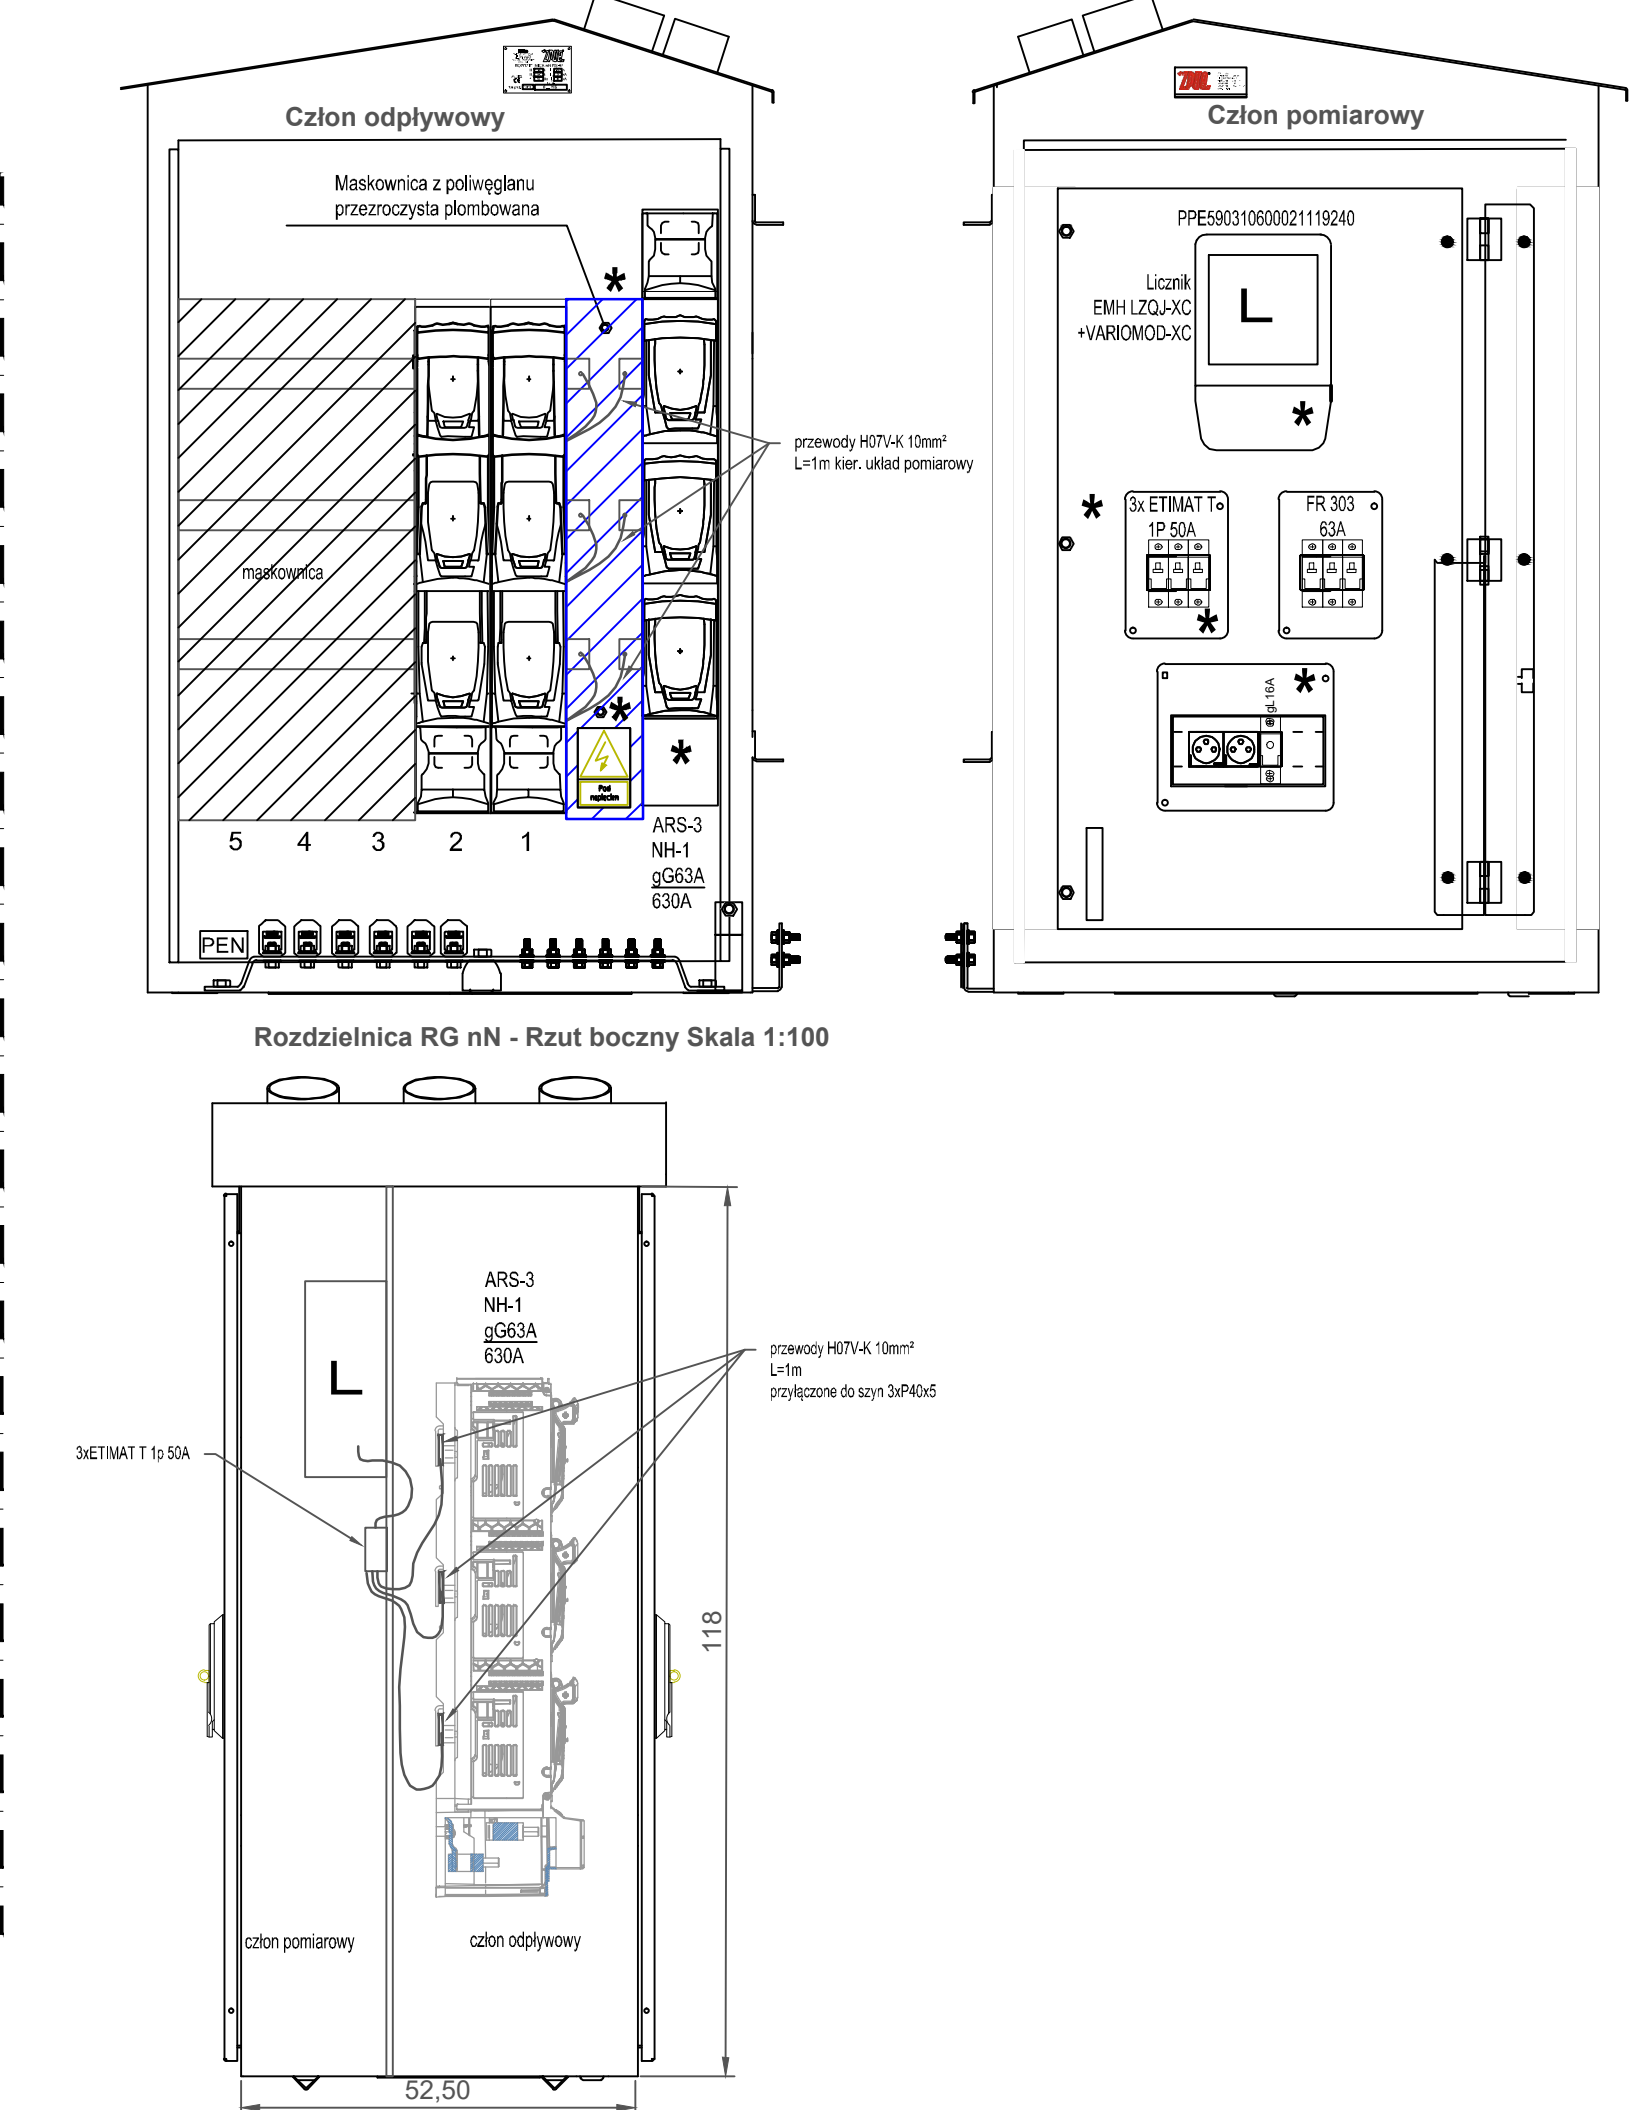 Człon odpływowy
Maskownica z poliwęglanu
przezroczysta plombowana
*
przewody H07V-K 10mm²
L=1m kier. układ pomiarowy
maskownica
*
*
Pod
napięciem
5 4 3 2 1
ARS-3
NH-1
gG63A
630A
PEN
Człon pomiarowy
PPE590310600021119240
Licznik
EMH LZQJ-XC
+VARIOMOD-XC
L
*
*
3x ETIMAT T
1P 50A
*
FR 303
63A
gL16A
*
Rozdzielnica RG nN - Rzut boczny Skala 1:100
ARS-3
NH-1
gG63A
630A
L
przewody H07V-K 10mm²
L=1m
przyłączone do szyn 3xP40x5
3xETIMAT T 1p 50A
118
człon pomiarowy
człon odpływowy
52,50